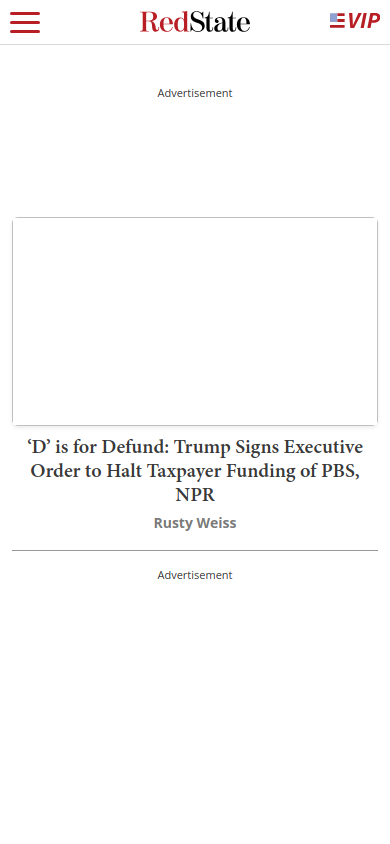 RedState
VIP
Advertisement
‘D’ is for Defund: Trump Signs Executive
Order to Halt Taxpayer Funding of PBS,
NPR
Rusty Weiss
Advertisement